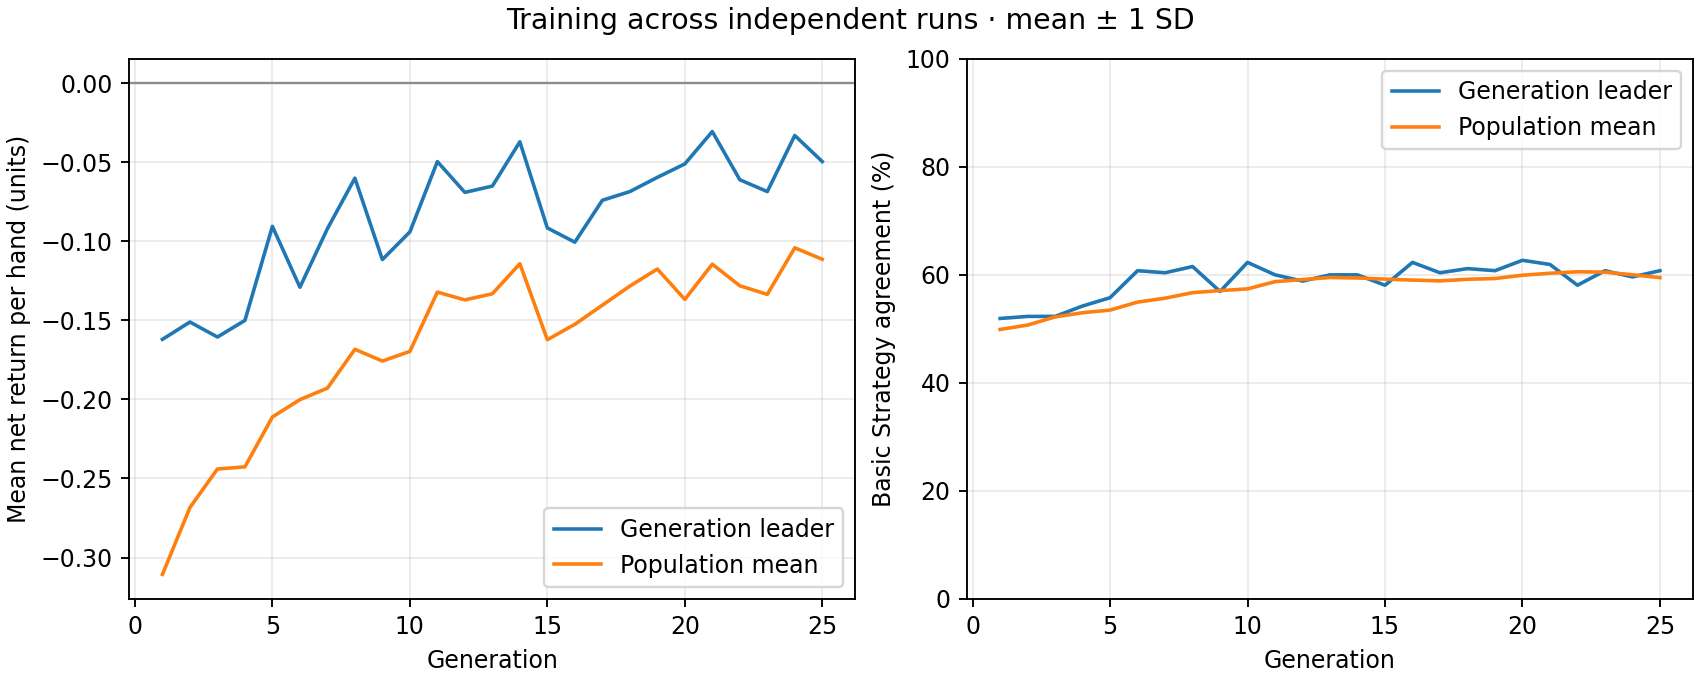 Training across independent runs · mean ± 1 SD
Mean net return per hand (units)
0.00
−0.05
−0.10
−0.15
−0.20
−0.25
−0.30
Generation leader
Population mean
0 5 10 15 20 25
Generation
Basic Strategy agreement (%)
100
80
60
40
20
0
Generation leader
Population mean
0 5 10 15 20 25
Generation